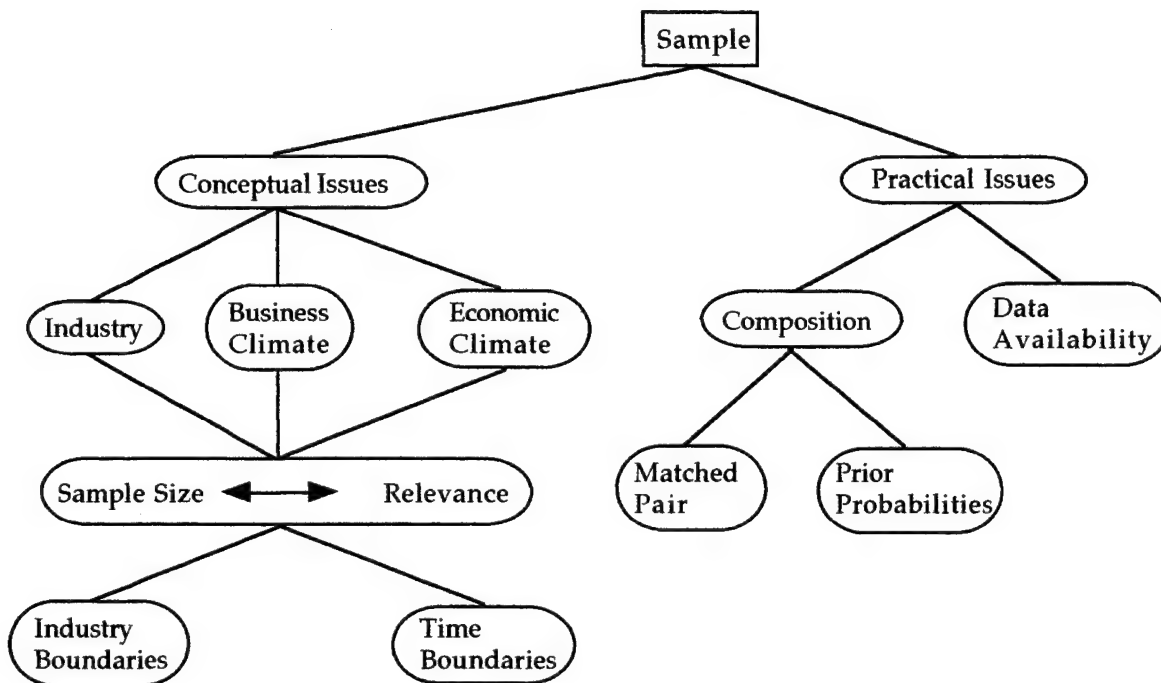 Sample
Conceptual Issues
Practical Issues
Industry
Business
Climate
Economic
Climate
Composition
Data
Availability
Sample Size
Relevance
Matched
Pair
Prior
Probabilities
Industry
Boundaries
Time
Boundaries